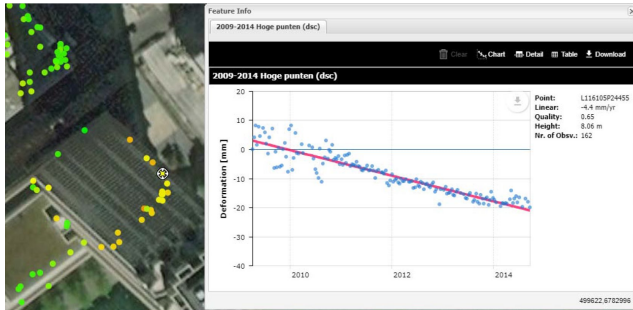 Feature Info
2009-2014 Hoge punten (dsc)
Clear Chart Detail Table Download
2009-2014 Hoge punten (dsc)
Deformation [mm]
20
10
0
-10
-20
-30
-40
2010 2012 2014
Point: L116105P24455
Linear: -4.4 mm/yr
Quality: 0.65
Height: 8.06 m
Nr. of Obsv.: 162
499622,6782996